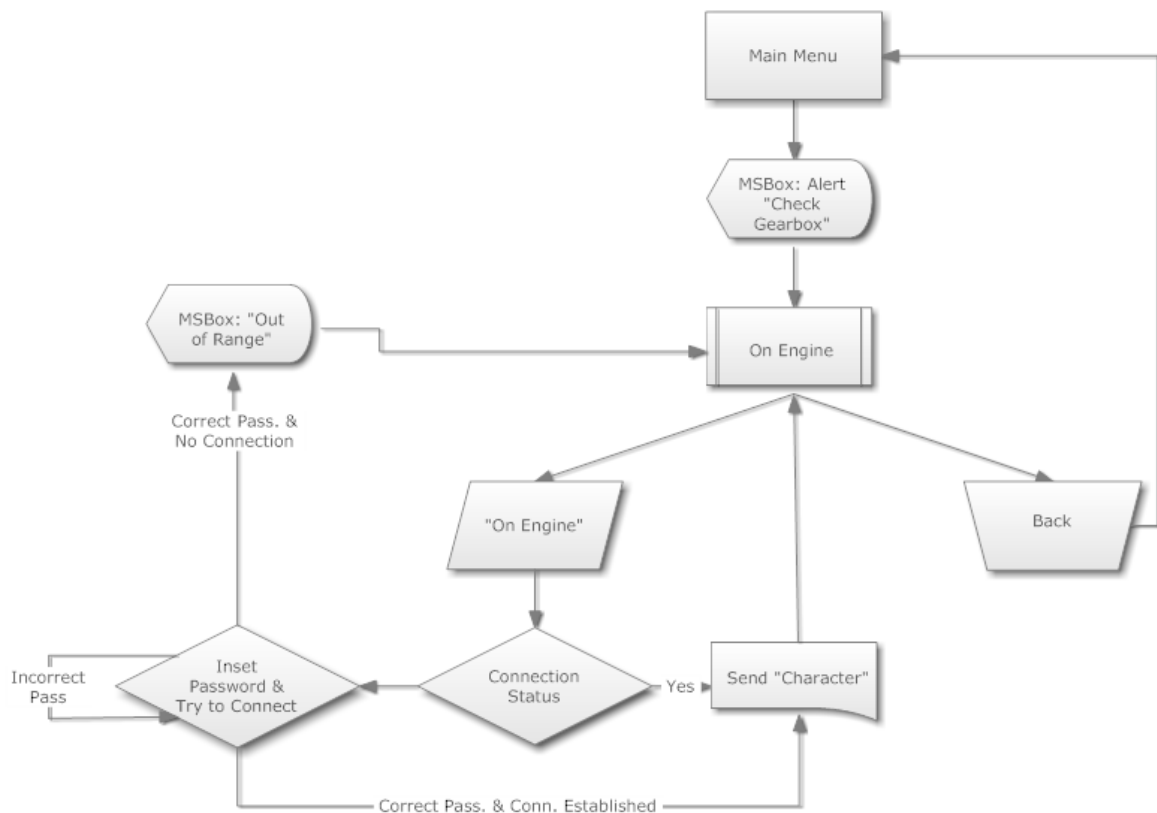 Main Menu
MSBox: Alert
"Check
Gearbox"
MSBox: "Out
of Range"
On Engine
Correct Pass. &
No Connection
"On Engine"
Back
Incorrect
Pass
Inset
Password &
Try to Connect
Connection
Status
Yes
Send "Character"
Correct Pass. & Conn. Established